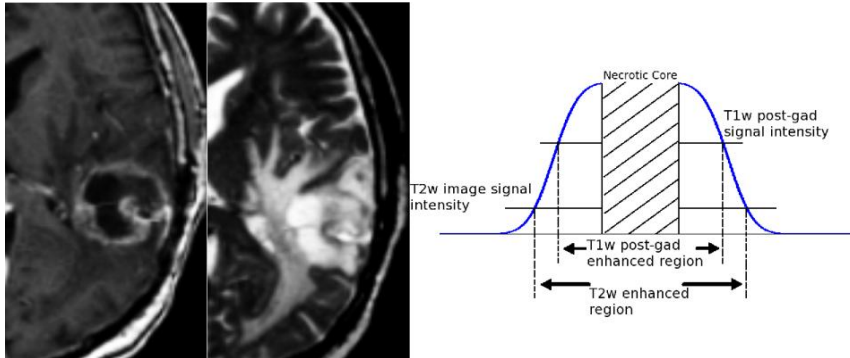 Necrotic Core
T1w post-gad
signal intensity
T2w image signal
intensity
T1w post-gad
enhanced region
T2w enhanced
region